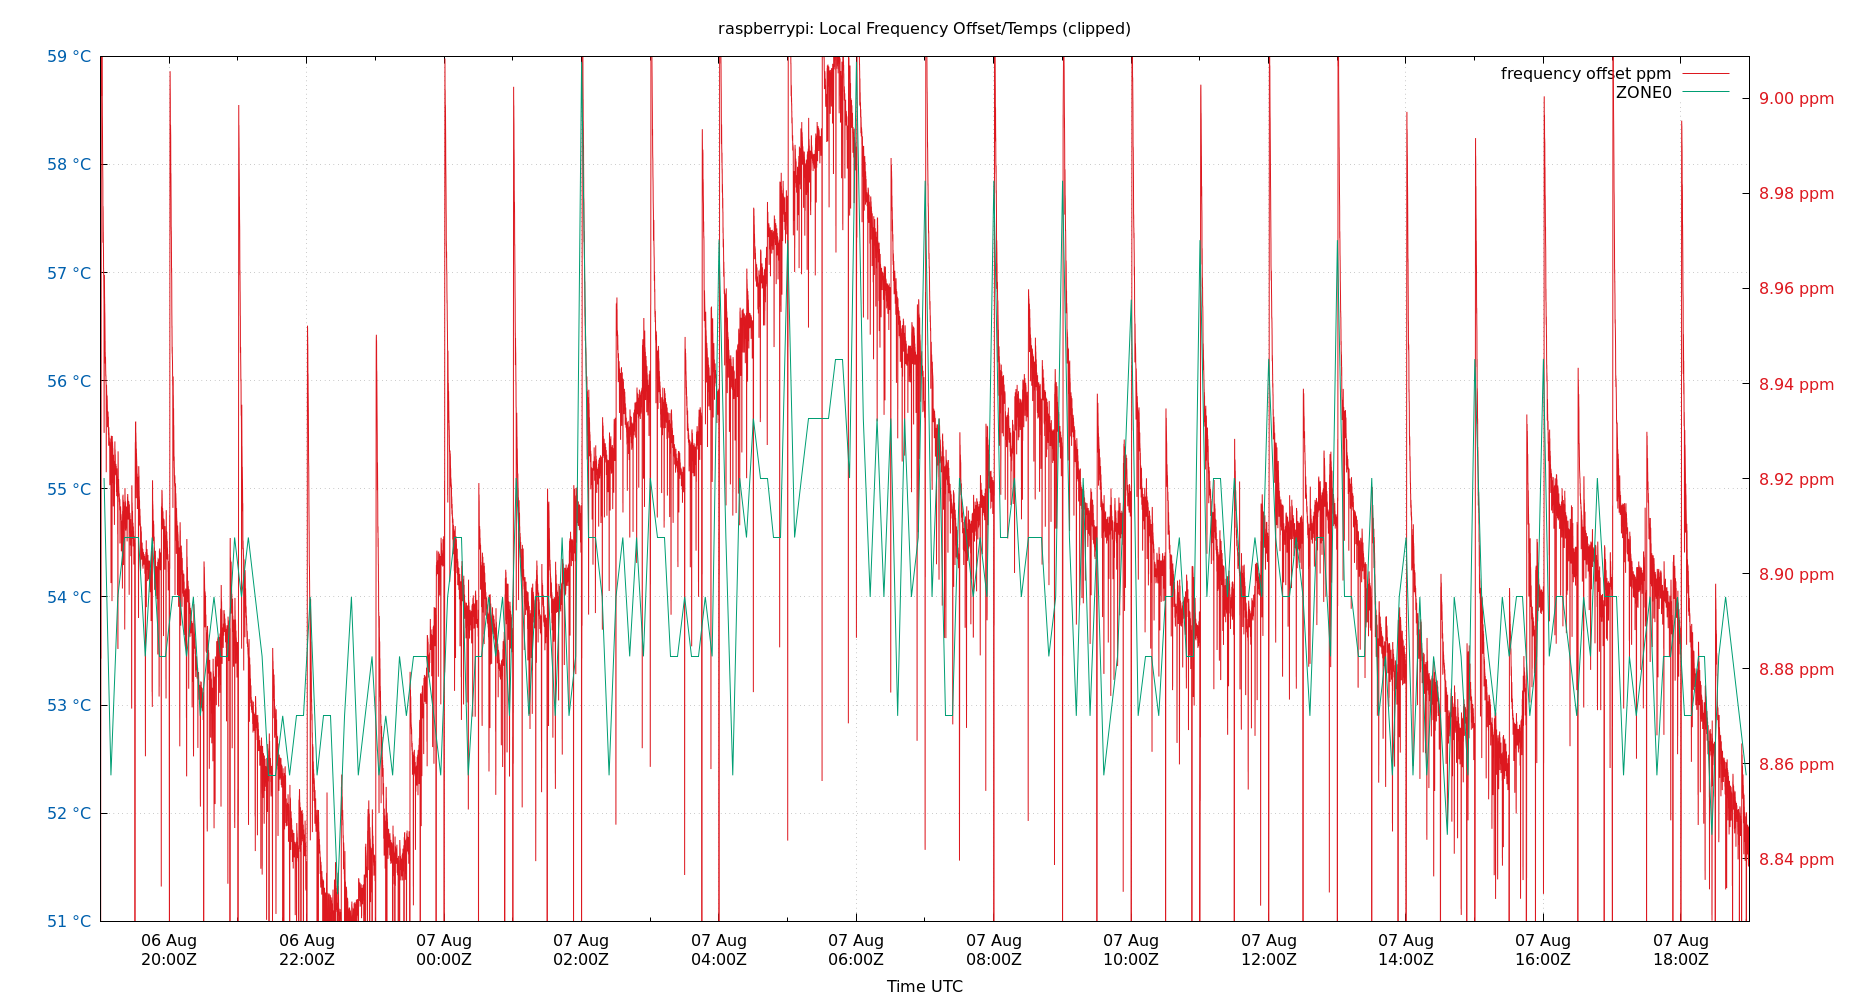 raspberrypi: Local Frequency Offset/Temps (clipped)
59 °C
58 °C
57 °C
56 °C
55 °C
54 °C
53 °C
52 °C
51 °C
frequency offset ppm
ZONE0
9.00 ppm
8.98 ppm
8.96 ppm
8.94 ppm
8.92 ppm
8.90 ppm
8.88 ppm
8.86 ppm
8.84 ppm
06 Aug 06 Aug 07 Aug 07 Aug 07 Aug 07 Aug 07 Aug 07 Aug 07 Aug 07 Aug 07 Aug 07 Aug
20:00Z 22:00Z 00:00Z 02:00Z 04:00Z 06:00Z 08:00Z 10:00Z 12:00Z 14:00Z 16:00Z 18:00Z
Time UTC